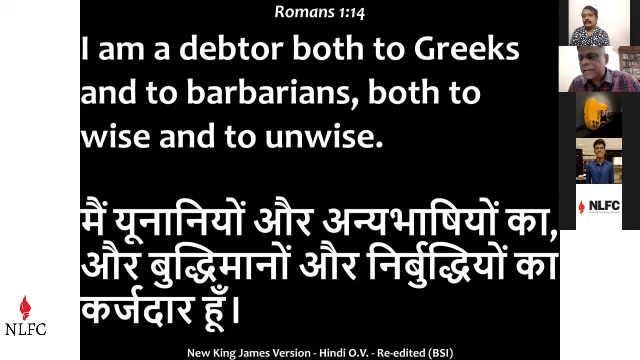 Romans 1:14
I am a debtor both to Greeks
and to barbarians, both to
wise and to unwise.
मैं यूनानियों और अन्यभाषियों का,
और बुद्धिमानों और निर्बुद्धियों का
कर्जदार हूँ।
New King James Version - Hindi O.V. - Re-edited (BSI)
NLFC
NLFC